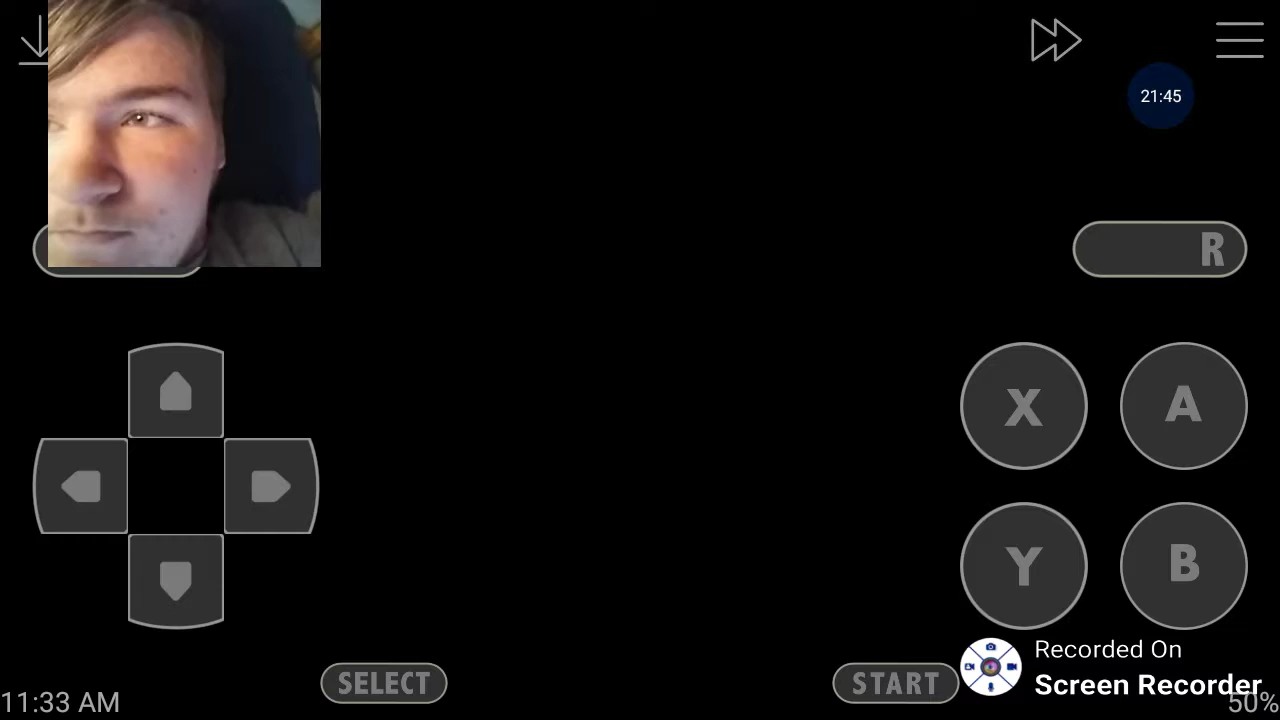 21:45
R
X
A
Y
B
SELECT
START
Recorded On
Screen Recorder
11:33 AM
50%